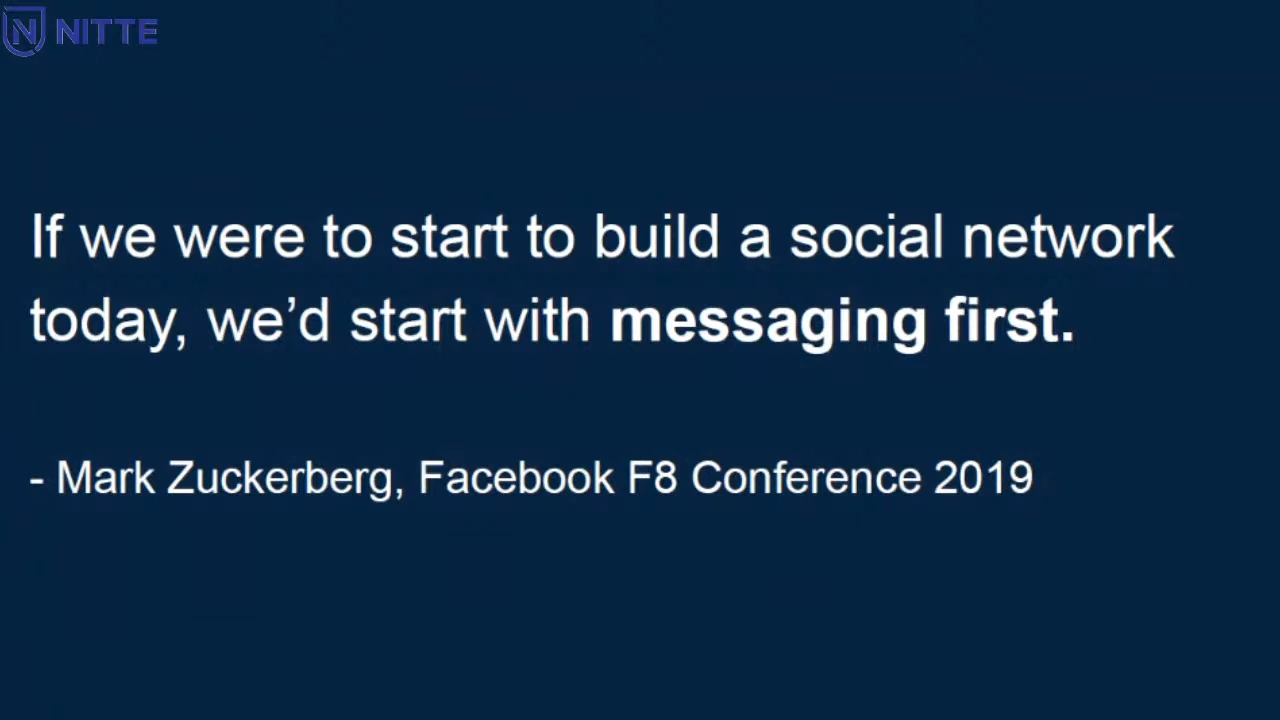 NITTE
If we were to start to build a social network
today, we’d start with messaging first.
- Mark Zuckerberg, Facebook F8 Conference 2019